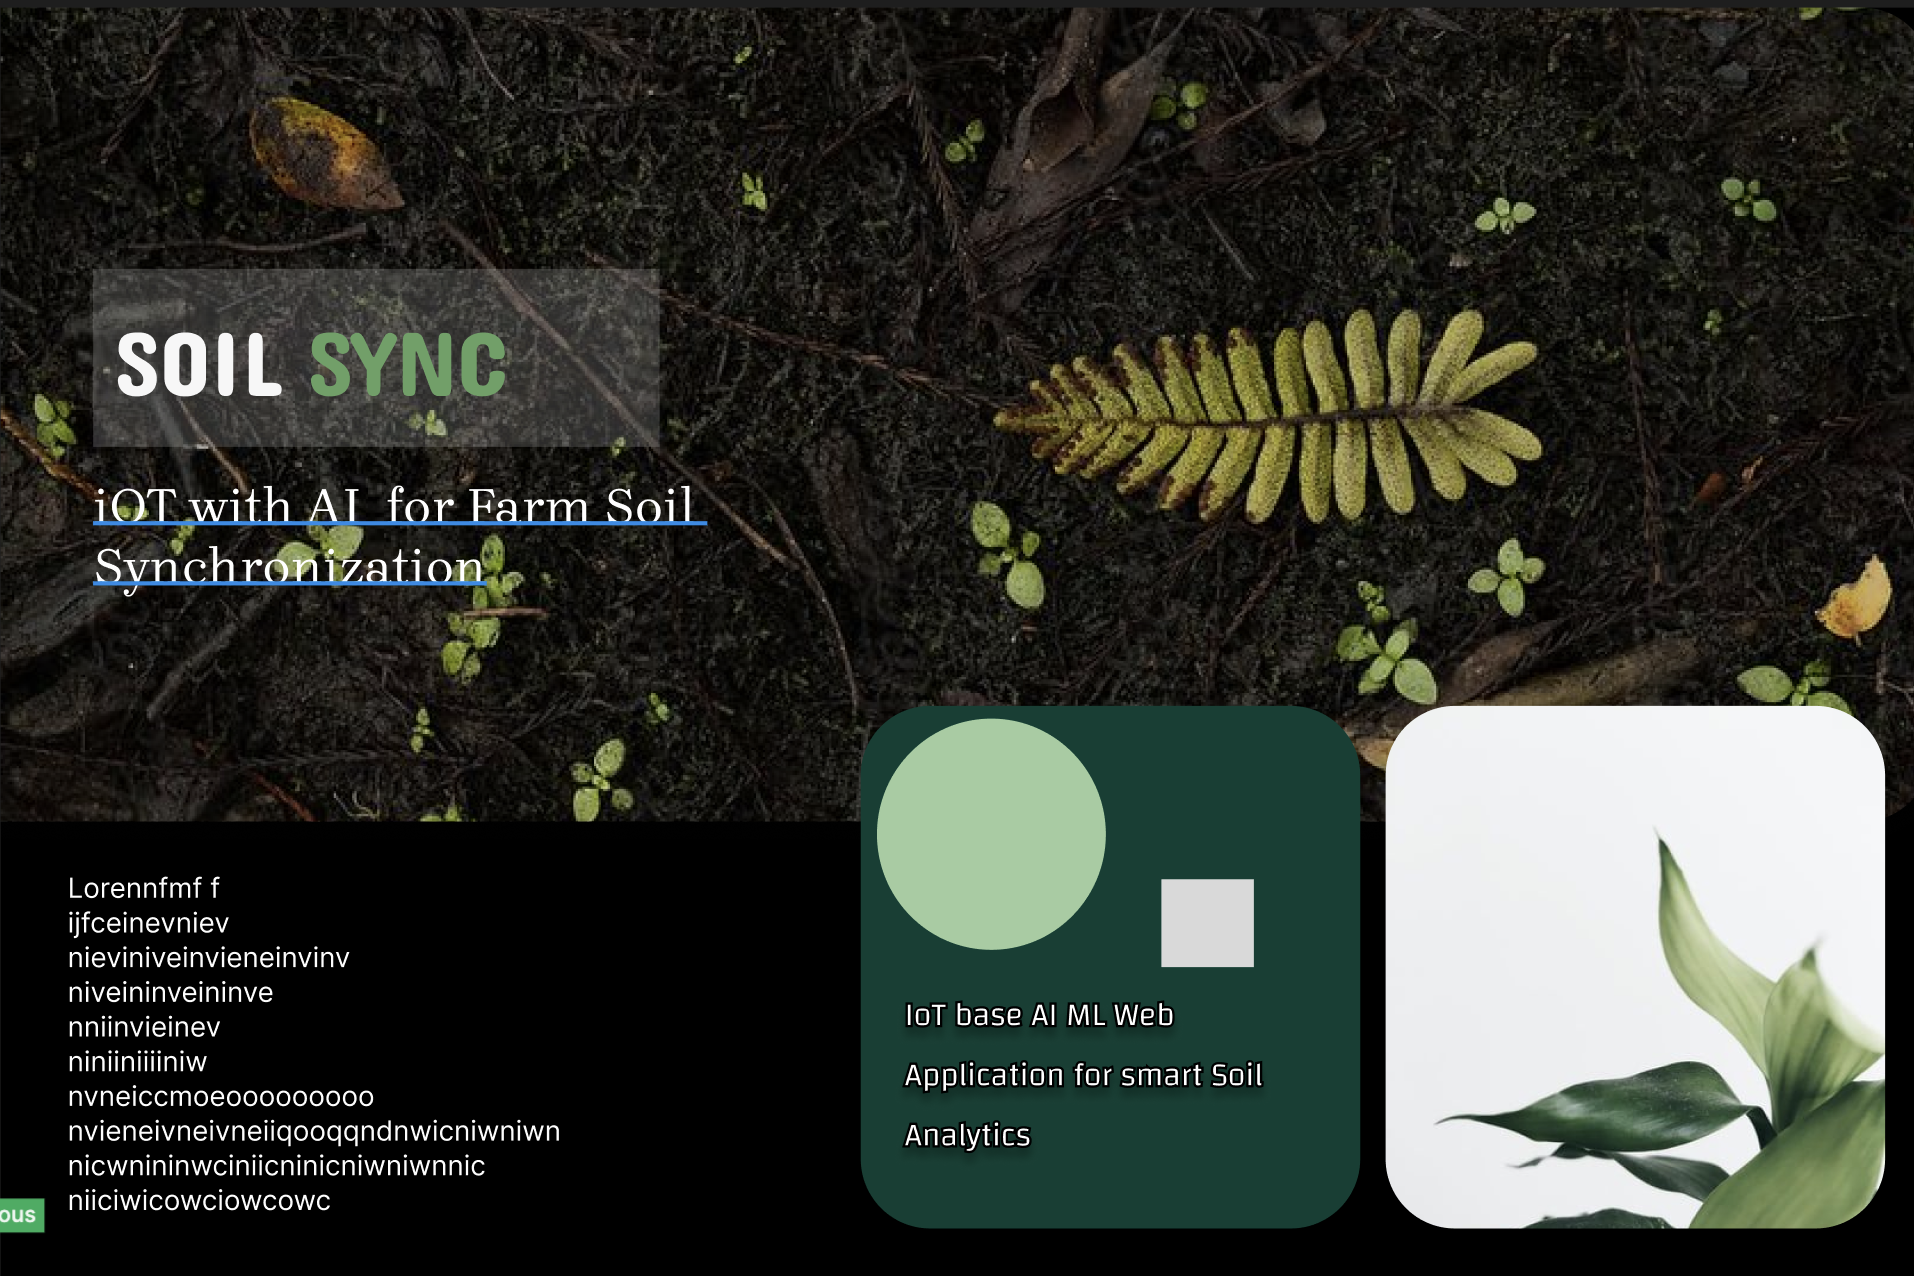 SOIL SYNC
iOT with AI for Farm Soil
Synchronization
Lorennfmf f
ijfceinevniev
nieviniveinvieneinvinv
niveininveininve
nniinvieinev
niniiniiiiniw
nvneiccmoeooooooooo
nvieneivneivneiiqooqqndnwicniwniwn
nicwnininwciniicninicniwniwnnic
niiciwicowciowcowc
ous
IoT base AI ML Web
Application for smart Soil
Analytics